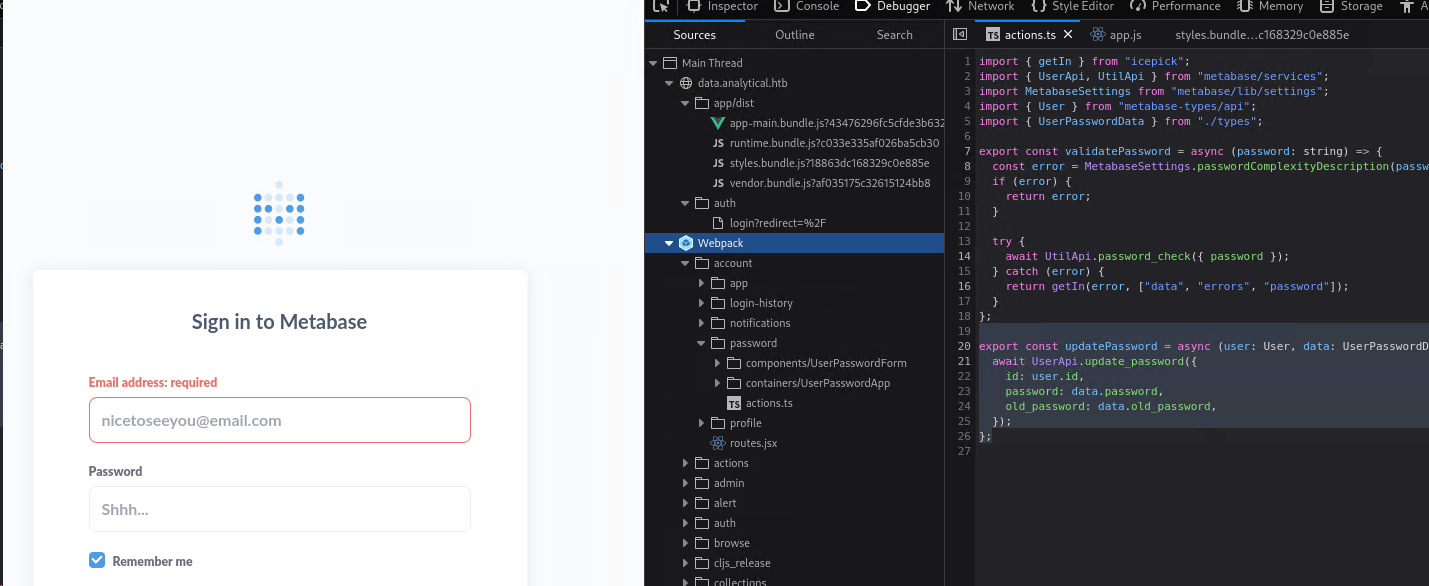 Inspector Console Debugger Network Style Editor Performance Memory Storage
Sources Outline Search
TS actions.ts app.js styles.bundle…c168329c0e885e
Sign in to Metabase
Email address: required
nicetoseeyou@email.com
Password
Shhh...
Remember me
Main Thread
data.analytical.htb
app/dist
app-main.bundle.js?43476296fc5cfde3b632
JS runtime.bundle.js?c033e335af026ba5cb30
JS styles.bundle.js?18863dc168329c0e885e
JS vendor.bundle.js?af035175c32615124bb8
auth
login?redirect=%2F
Webpack
account
app
login-history
notifications
password
components/UserPasswordForm
containers/UserPasswordApp
TS actions.ts
profile
routes.jsx
actions
admin
alert
auth
browse
cljs_release
collections
1 import { getIn } from "icepick";
2 import { UserApi, UtilApi } from "metabase/services";
3 import MetabaseSettings from "metabase/lib/settings";
4 import { User } from "metabase-types/api";
5 import { UserPasswordData } from "./types";
6
7 export const validatePassword = async (password: string) => {
8 const error = MetabaseSettings.passwordComplexityDescription(passw
9 if (error) {
10 return error;
11 }
12
13 try {
14 await UtilApi.password_check({ password });
15 } catch (error) {
16 return getIn(error, ["data", "errors", "password"]);
17 }
18 };
19
20 export const updatePassword = async (user: User, data: UserPasswordD
21 await UserApi.update_password({
22 id: user.id,
23 password: data.password,
24 old_password: data.old_password,
25 });
26 };
27